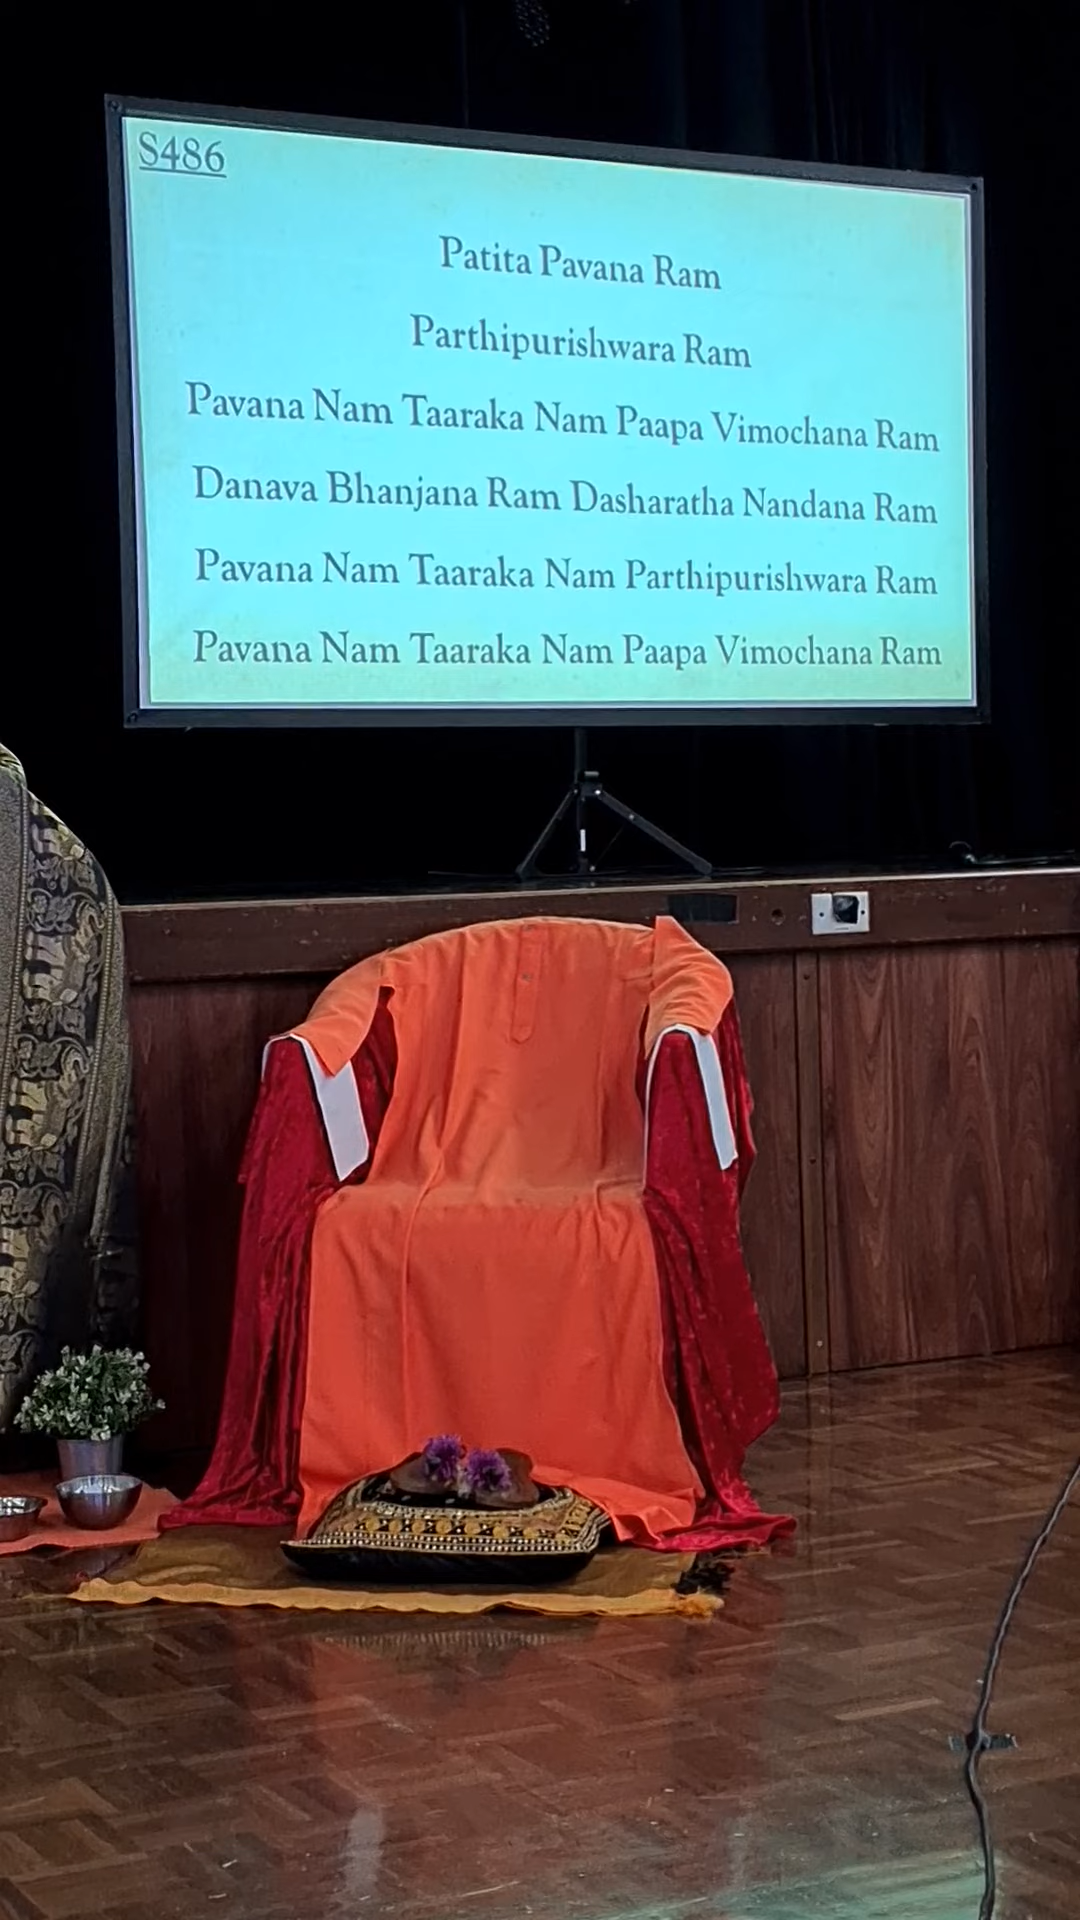 S486
Patita Pavana Ram
Parthipurishwara Ram
Pavana Nam Taaraka Nam Paapa Vimochana Ram
Danava Bhanjana Ram Dasharatha Nandana Ram
Pavana Nam Taaraka Nam Parthipurishwara Ram
Pavana Nam Taaraka Nam Paapa Vimochana Ram